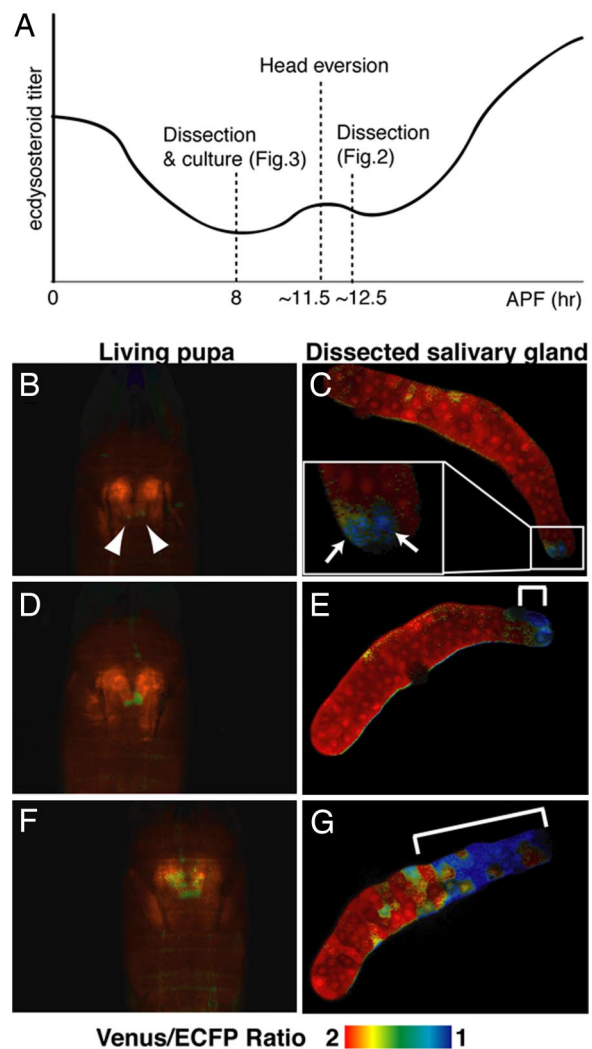 A
ecdysosteroid titer
Head eversion
Dissection
& culture (Fig.3)
Dissection
(Fig.2)
0
8
~11.5
~12.5
APF (hr)
Living pupa
Dissected salivary gland
B
C
D
E
F
G
Venus/ECFP Ratio 2 1